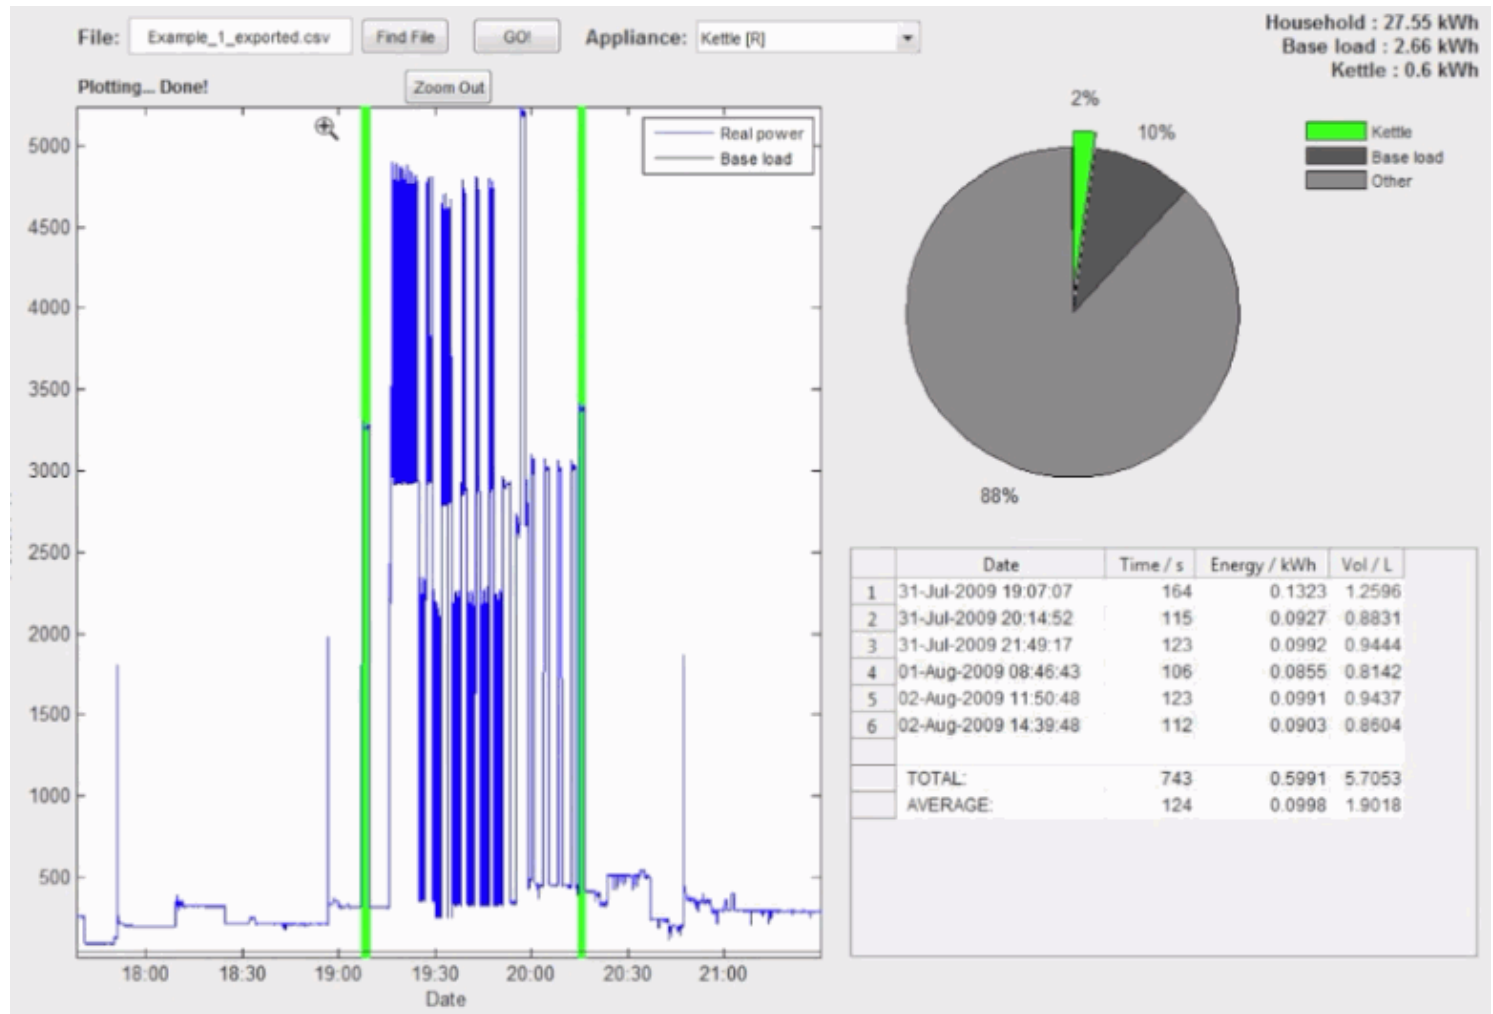 File: Example_1_exported.csv Find File GO! Appliance: Kettle [R]
Household : 27.55 kWh
Base load : 2.66 kWh
Kettle : 0.6 kWh
Plotting... Done! Zoom Out
Real power
Base load
5000
4500
4000
3500
3000
2500
2000
1500
1000
500
18:00 18:30 19:00 19:30 20:00 20:30 21:00
Date
2%
10%
88%
Kettle
Base load
Other
Date Time / s Energy / kWh Vol / L
1 31-Jul-2009 19:07:07 164 0.1323 1.2596
2 31-Jul-2009 20:14:52 115 0.0927 0.8831
3 31-Jul-2009 21:49:17 123 0.0992 0.9444
4 01-Aug-2009 08:46:43 106 0.0855 0.8142
5 02-Aug-2009 11:50:48 123 0.0991 0.9437
6 02-Aug-2009 14:39:48 112 0.0903 0.8604
TOTAL: 743 0.5991 5.7053
AVERAGE: 124 0.0998 1.9018